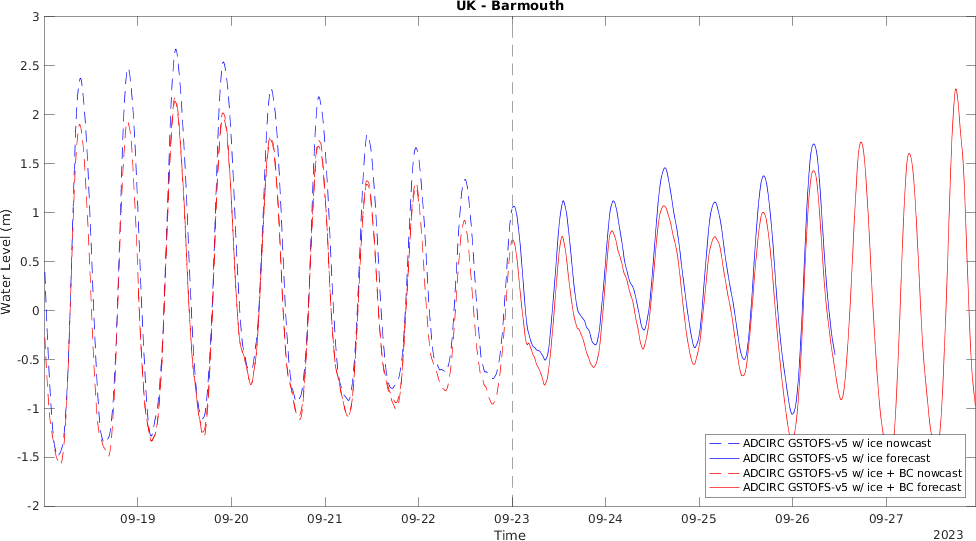 UK - Barmouth
Water Level (m)
3
2.5
2
1.5
1
0.5
0
-0.5
-1
-1.5
-2
ADCIRC GSTOFS-v5 w/ ice nowcast
ADCIRC GSTOFS-v5 w/ ice forecast
ADCIRC GSTOFS-v5 w/ ice + BC nowcast
ADCIRC GSTOFS-v5 w/ ice + BC forecast
09-19 09-20 09-21 09-22 09-23 09-24 09-25 09-26 09-27
Time
2023